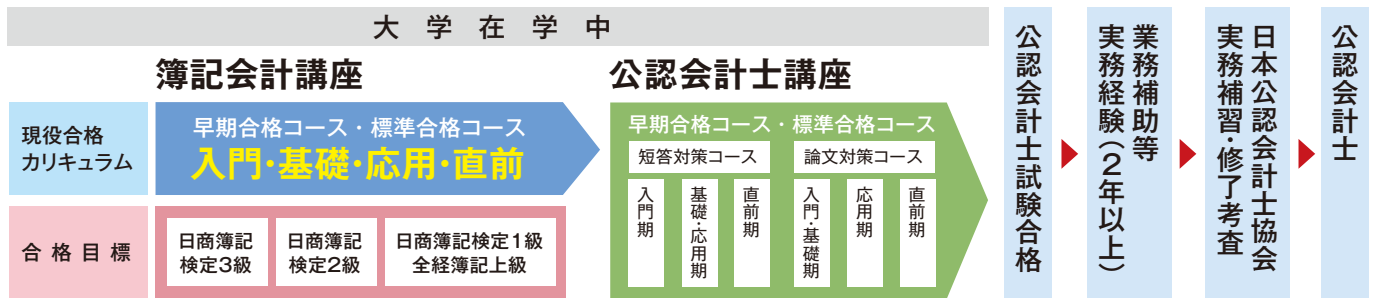 大学在学中
簿記会計講座
公認会計士講座
現役合格
カリキュラム
早期合格コース・標準合格コース
入門・基礎・応用・直前
合格目標
日商簿記
検定3級
日商簿記
検定2級
日商簿記検定1級
全経簿記上級
早期合格コース・標準合格コース
短答対策コース
論文対策コース
入門期
基礎・応用期
直前期
入門・基礎期
応用期
直前期
公認会計士試験合格
業務補助等
実務経験（2年以上）
日本公認会計士協会
実務補習・修了考査
公認会計士